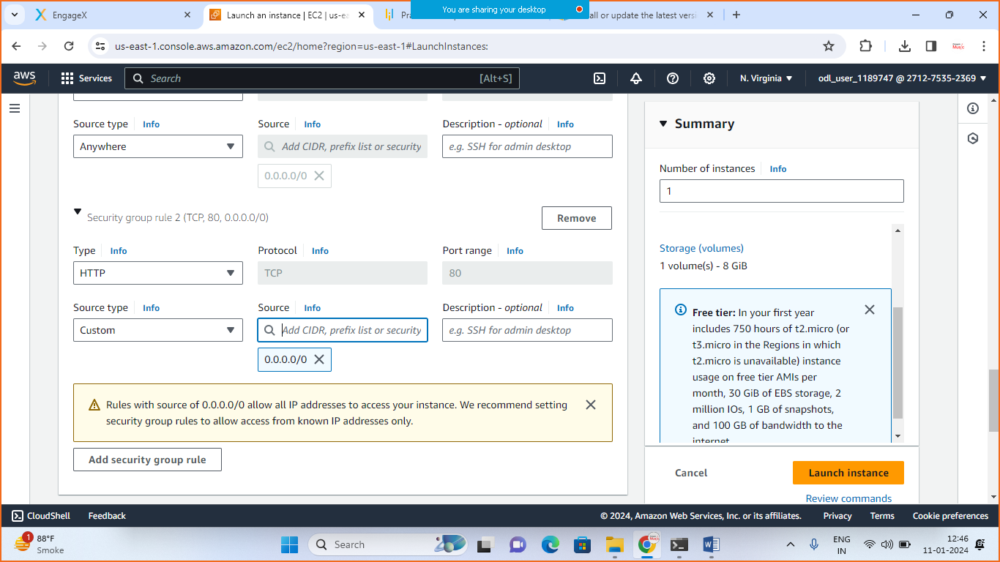 EngageX
Launch an instance | EC2 | us-ea
Pra
You are sharing your desktop
all or update the latest versi
us-east-1.console.aws.amazon.com/ec2/home?region=us-east-1#LaunchInstances:
aws
Services
Search
[Alt+S]
N. Virginia
odl_user_1189747 @ 2712-7535-2369
Source type
Info
Source
Info
Description - optional
Info
Anywhere
Add CIDR, prefix list or security
e.g. SSH for admin desktop
0.0.0.0/0
Security group rule 2 (TCP, 80, 0.0.0.0/0)
Remove
Type
Info
Protocol
Info
Port range
Info
HTTP
TCP
80
Source type
Info
Source
Info
Description - optional
Info
Custom
Add CIDR, prefix list or security
e.g. SSH for admin desktop
0.0.0.0/0
Rules with source of 0.0.0.0/0 allow all IP addresses to access your instance. We recommend setting
security group rules to allow access from known IP addresses only.
Add security group rule
Summary
Number of instances
Info
1
Storage (volumes)
1 volume(s) - 8 GiB
Free tier: In your first year
includes 750 hours of t2.micro (or
t3.micro in the Regions in which
t2.micro is unavailable) instance
usage on free tier AMIs per
month, 30 GiB of EBS storage, 2
million IOs, 1 GB of snapshots,
and 100 GB of bandwidth to the
internet
Cancel
Launch instance
Review commands
CloudShell
Feedback
© 2024, Amazon Web Services, Inc. or its affiliates.
Privacy
Terms
Cookie preferences
1
88°F
Smoke
Search
ENG
IN
12:46
11-01-2024